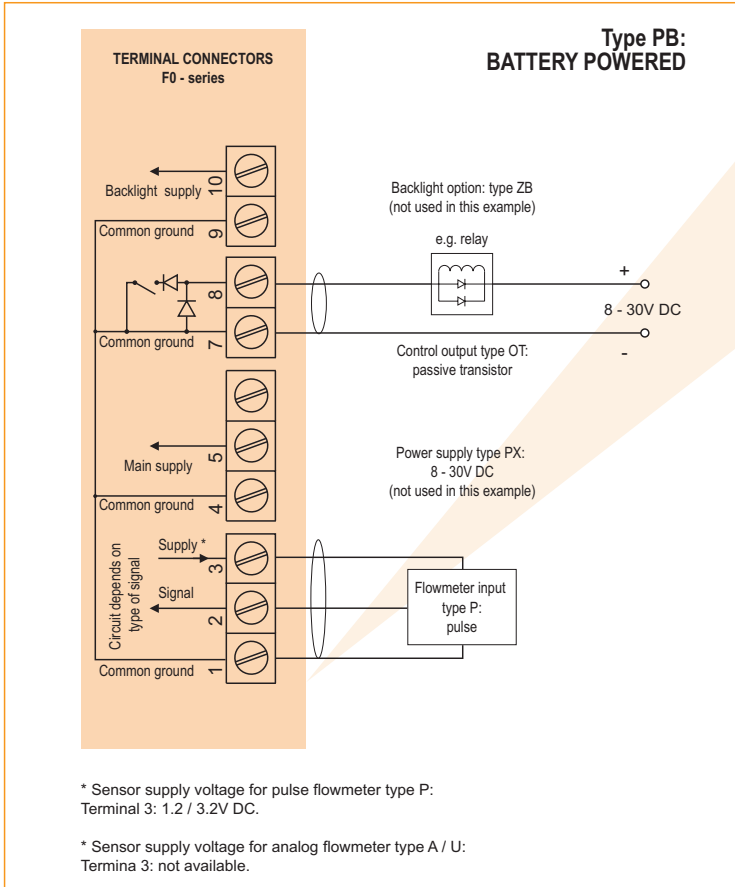 Type PB:
BATTERY POWERED
TERMINAL CONNECTORS
F0 - series
10
Backlight supply
9
Common ground
8
7
Common ground
5
Main supply
4
Common ground
Circuit depends on
type of signal
Supply *
3
Signal
2
1
Common ground
Backlight option: type ZB
(not used in this example)
e.g. relay
+
8 - 30V DC
-
Control output type OT:
passive transistor
Power supply type PX:
8 - 30V DC
(not used in this example)
Flowmeter input
type P:
pulse
* Sensor supply voltage for pulse flowmeter type P:
Terminal 3: 1.2 / 3.2V DC.
* Sensor supply voltage for analog flowmeter type A / U:
Termina 3: not available.